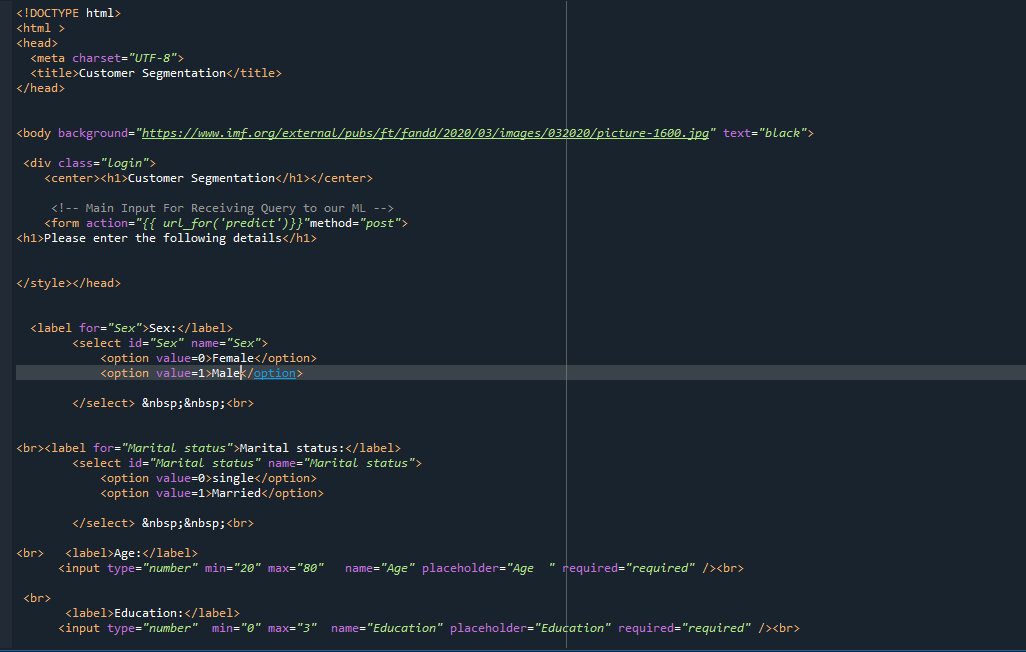 <!DOCTYPE html>
<html >
<head>
  <meta charset="UTF-8">
  <title>Customer Segmentation</title>
</head>
<body background="https://www.imf.org/external/pubs/ft/fandd/2020/03/images/032020/picture-1600.jpg" text="black">
 <div class="login">
    <center><h1>Customer Segmentation</h1></center>
     <!-- Main Input For Receiving Query to our ML -->
    <form action="{{ url_for('predict')}}"method="post">
<h1>Please enter the following details</h1>
</style></head>
  <label for="Sex">Sex:</label>
        <select id="Sex" name="Sex">
            <option value=0>Female</option>
            <option value=1>Male</option>
        </select> &nbsp;&nbsp;<br>
<br><label for="Marital status">Marital status:</label>
        <select id="Marital status" name="Marital status">
            <option value=0>single</option>
            <option value=1>Married</option>
        </select> &nbsp;&nbsp;<br>
<br>   <label>Age:</label>
      <input type="number" min="20" max="80"   name="Age" placeholder="Age  " required="required" /><br>
 <br>
       <label>Education:</label>
      <input type="number"  min="0" max="3"  name="Education" placeholder="Education" required="required" /><br>